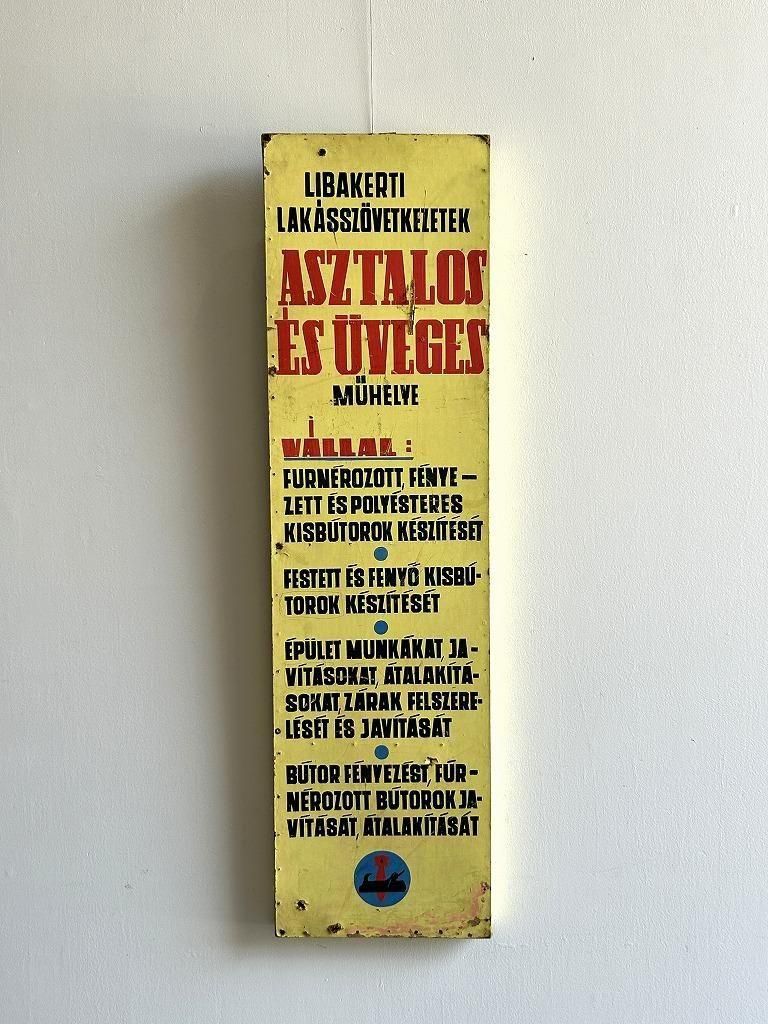 LIBAKERTI
LAKÁSSZÖVETKEZETEK
ASZTALOS
ÉS ÜVEGES
MŰHELYE
VÁLLAL:
FURNÉROZOTT, FÉNYE-
ZETT ÉS POLYÉSTERES
KISBÚTOROK KÉSZÍTÉSÉT
FESTETT ÉS FENYŐ KISBÚ-
TOROK KÉSZÍTÉSÉT
ÉPÜLET MUNKÁKAT, JA-
VÍTÁSOKAT, ÁTALAKÍTÁ-
SOKAT, ZÁRAK FELSZERE-
LÉSÉT ÉS JAVÍTÁSÁT
BÚTOR FÉNYEZÉST, FÚR-
NÉROZOTT BÚTOROK JA-
VÍTÁSÁT, ÁTALAKÍTÁSÁT